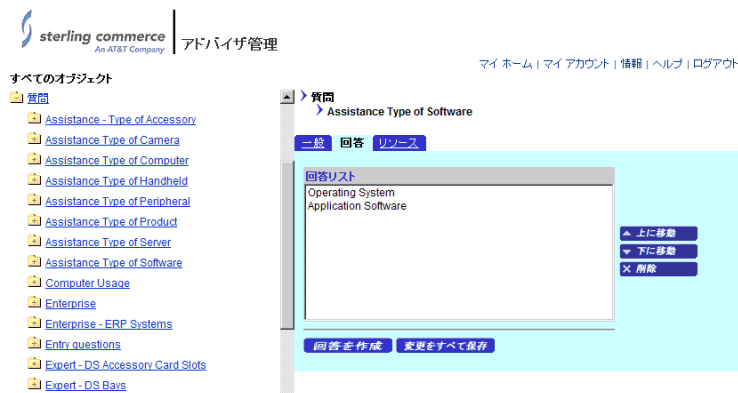 sterling commerce
An AT&T Company
アドバイザ管理
マイ ホーム | マイ アカウント | 情報 | ヘルプ | ログアウト
すべてのオブジェクト
質問
Assistance - Type of Accessory
Assistance Type of Camera
Assistance Type of Computer
Assistance Type of Handheld
Assistance Type of Peripheral
Assistance Type of Product
Assistance Type of Server
Assistance Type of Software
Computer Usage
Enterprise
Enterprise - ERP Systems
Entry questions
Expert - DS Accessory Card Slots
Expert - DS Bays
質問
Assistance Type of Software
一般 回答 リソース
回答リスト
Operating System
Application Software
上に移動
下に移動
削除
回答を作成 変更をすべて保存